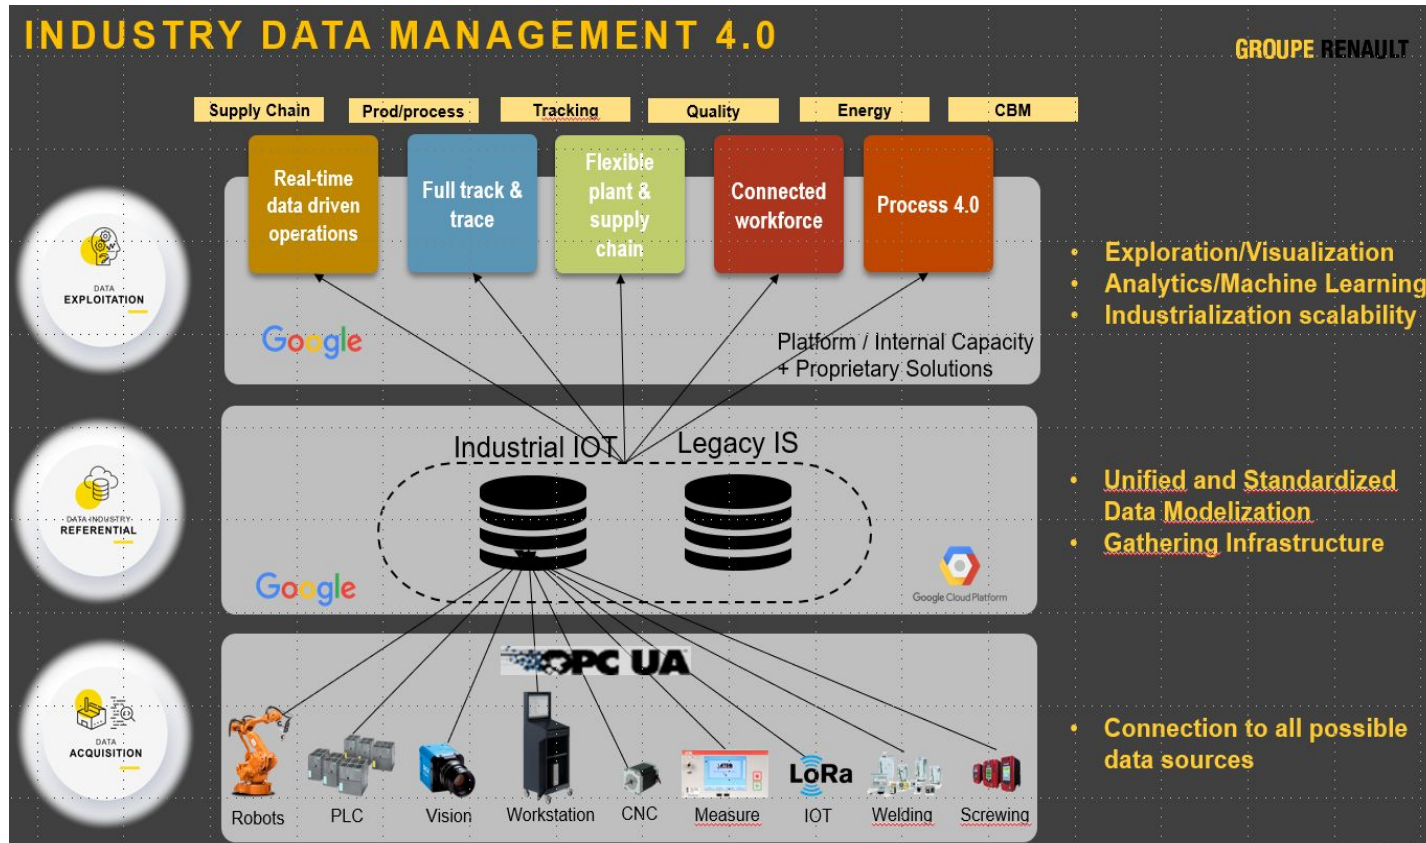 INDUSTRY DATA MANAGEMENT 4.0
GROUPE RENAULT
Supply Chain
Prod/process
Tracking
Quality
Energy
CBM
Real-time
data driven
operations
Full track &
trace
Flexible
plant &
supply
chain
Connected
workforce
Process 4.0
DATA
EXPLOITATION
Google
Platform / Internal Capacity
+ Proprietary Solutions
• Exploration/Visualization
• Analytics/Machine Learning
• Industrialization scalability
Industrial IOT
Legacy IS
DATA INDUSTRY
REFERENTIAL
Google
Google Cloud Platform
• Unified and Standardized
Data Modelization
• Gathering Infrastructure
OPC UA
DATA
ACQUISITION
LoRa
Robots
PLC
Vision
Workstation
CNC
Measure
IOT
Welding
Screwing
• Connection to all possible
data sources